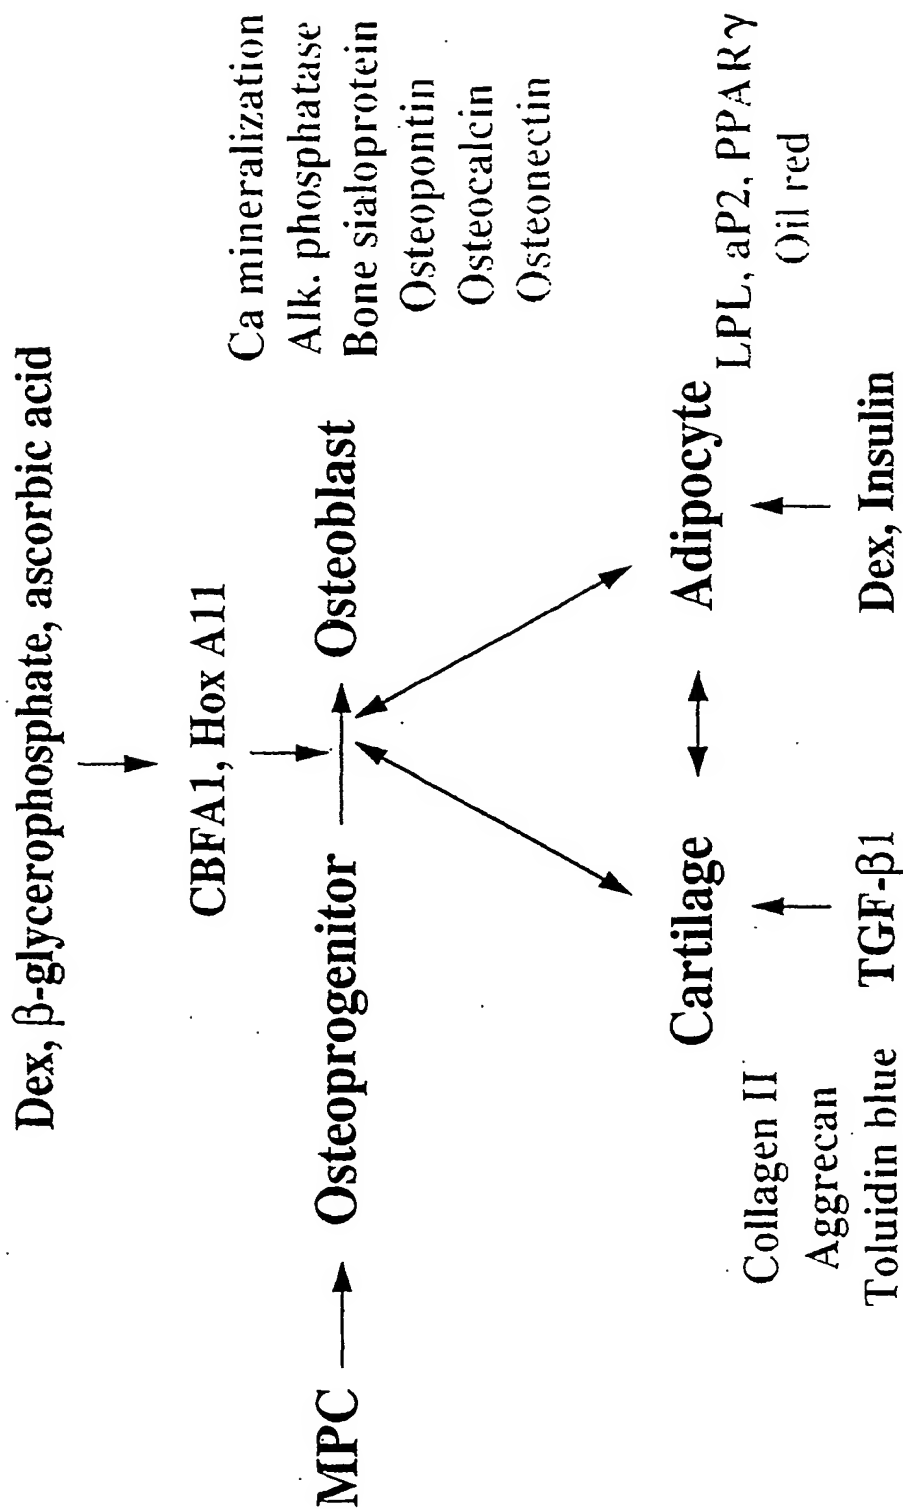 Dex, β-glycerophosphate, ascorbic acid
CBFA1, Hox A11
MPC
Osteoprogenitor
Osteoblast
Ca mineralization
Alk. phosphatase
Bone sialoprotein
Osteopontin
Osteocalcin
Osteonectin
Cartilage
Adipocyte
LPL, aP2, PPARγ
Oil red
Collagen II
Aggrecan
Toluidin blue
TGF-β1
Dex, Insulin